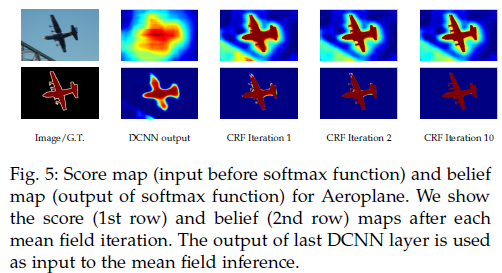 Image/G.T. DCNN output CRF Iteration 1 CRF Iteration 2 CRF Iteration 10
Fig. 5: Score map (input before softmax function) and belief
map (output of softmax function) for Aeroplane. We show
the score (1st row) and belief (2nd row) maps after each
mean field iteration. The output of last DCNN layer is used
as input to the mean field inference.